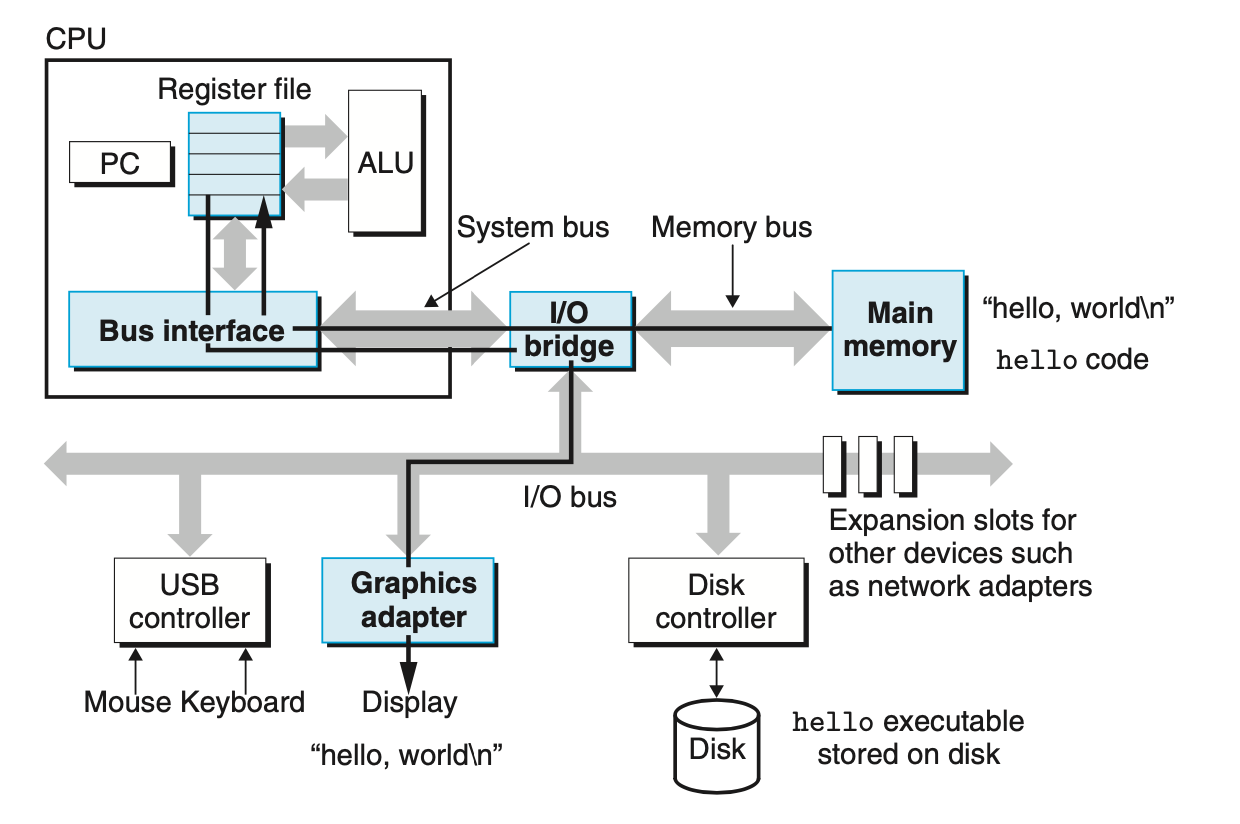 CPU
Register file
PC
ALU
System bus
Memory bus
Bus interface
I/O
bridge
Main
memory
“hello, world\n”
hello code
I/O bus
Expansion slots for
other devices such
as network adapters
USB
controller
Graphics
adapter
Disk
controller
Mouse Keyboard
Display
“hello, world\n”
Disk
hello executable
stored on disk